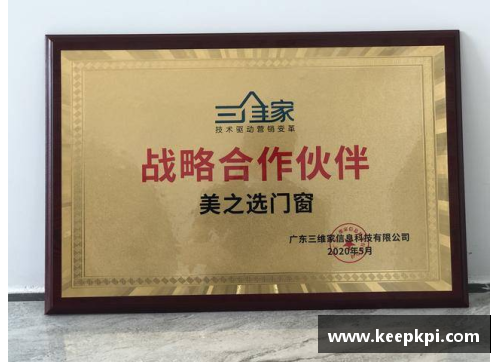 三维家
技术驱动营销变革
战略合作伙伴
美之选门窗
广东三维家信息科技有限公司
2020年5月
www.keepkpi.com